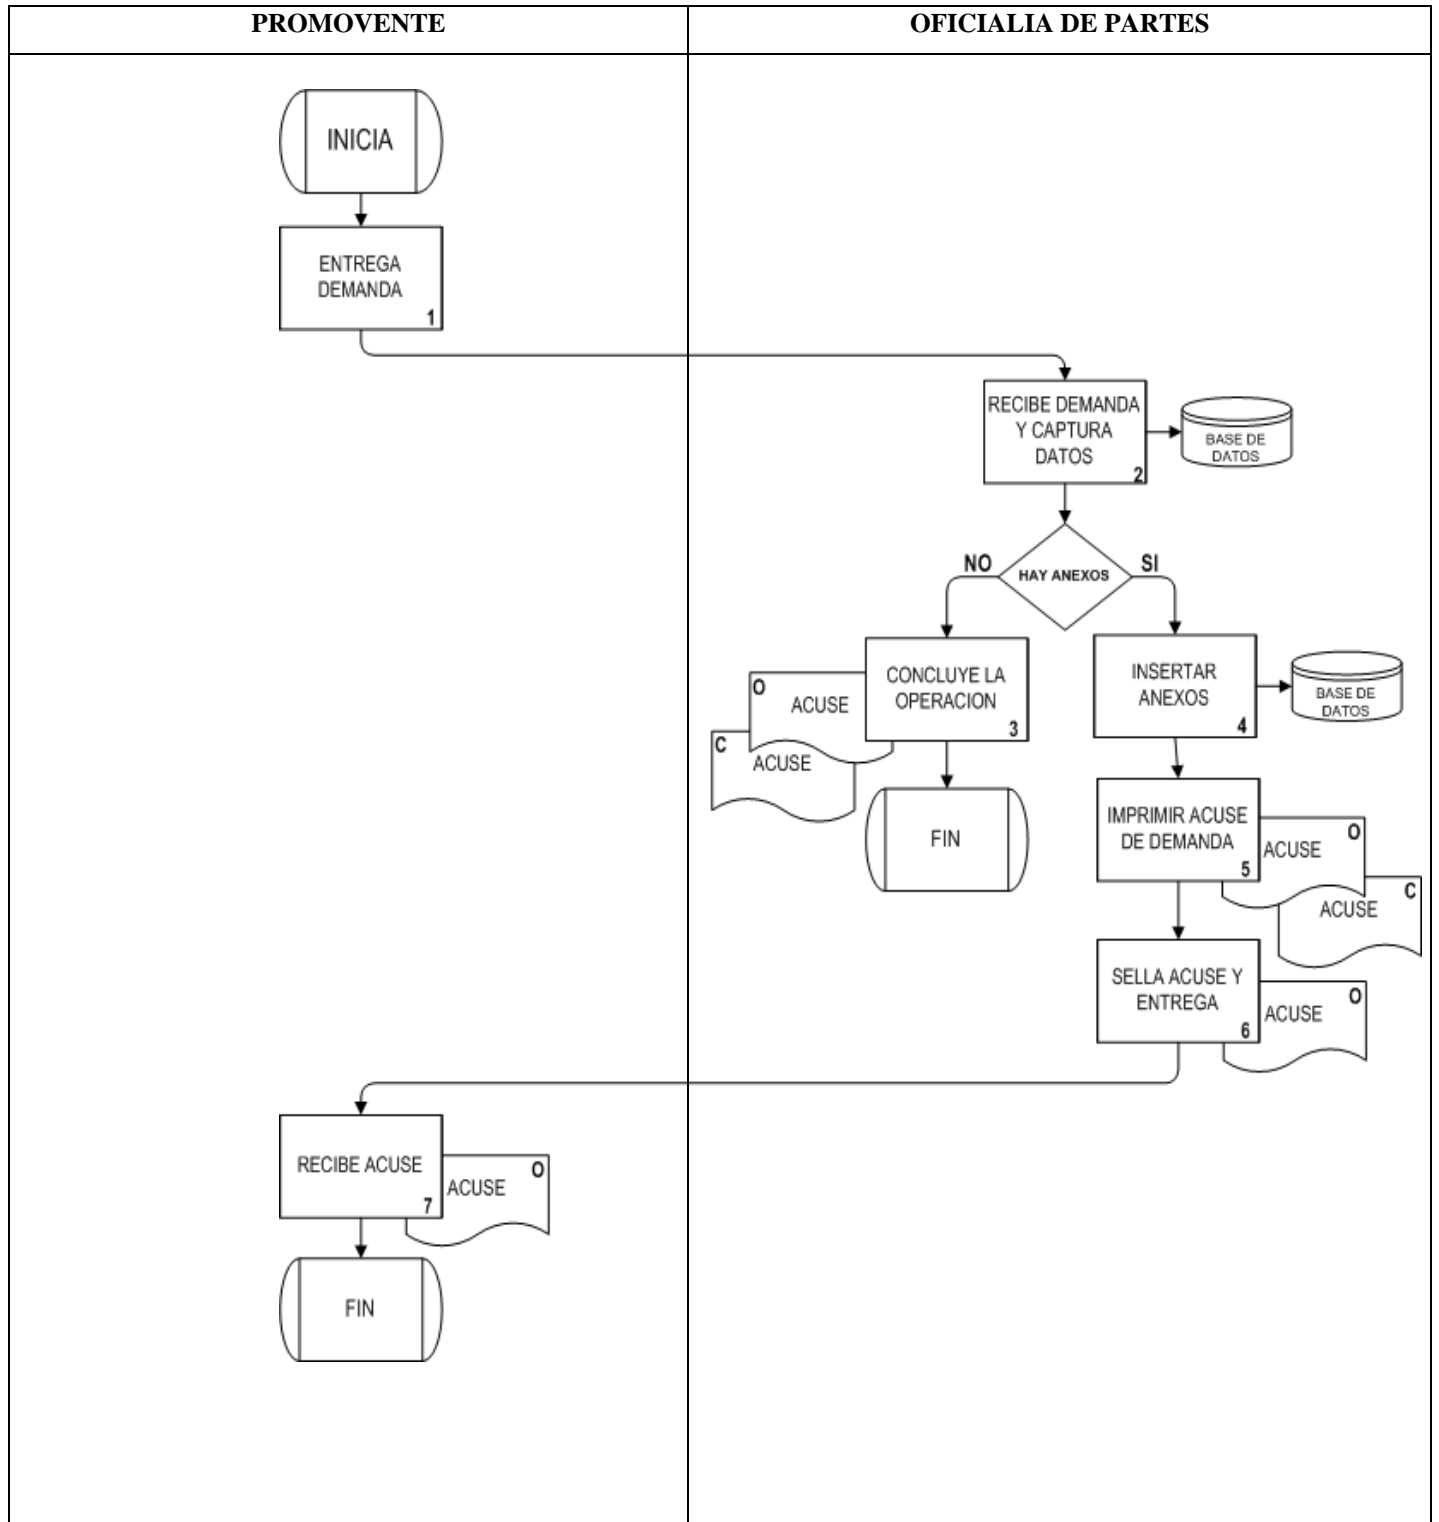 PROMOVENTE
OFICIALIA DE PARTES
INICIA
ENTREGA
DEMANDA
1
RECIBE DEMANDA
Y CAPTURA
DATOS
2
BASE DE
DATOS
HAY ANEXOS
NO
SI
CONCLUYE LA
OPERACION
3
O
ACUSE
C
ACUSE
FIN
INSERTAR
ANEXOS
4
BASE DE
DATOS
IMPRIMIR ACUSE
DE DEMANDA
5
O
ACUSE
C
ACUSE
SELLA ACUSE Y
ENTREGA
6
O
ACUSE
RECIBE ACUSE
7
O
ACUSE
FIN